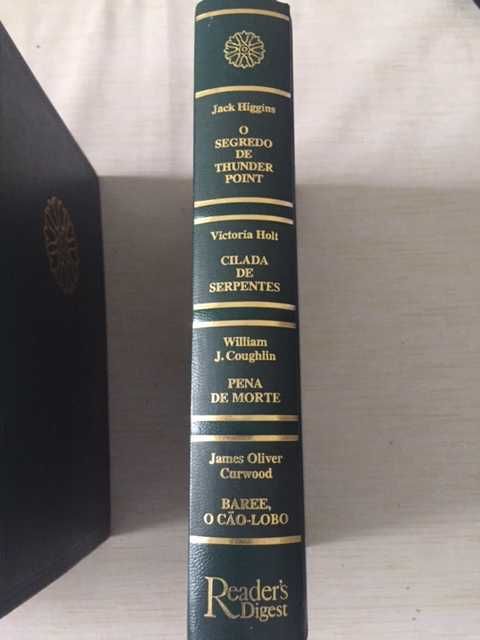 Jack Higgins
O
SEGREDO
DE
THUNDER
POINT
Victoria Holt
CILADA
DE
SERPENTES
William
J. Coughlin
PENA
DE MORTE
James Oliver
Curwood
BAREE,
O CÃO-LOBO
Reader's
Digest